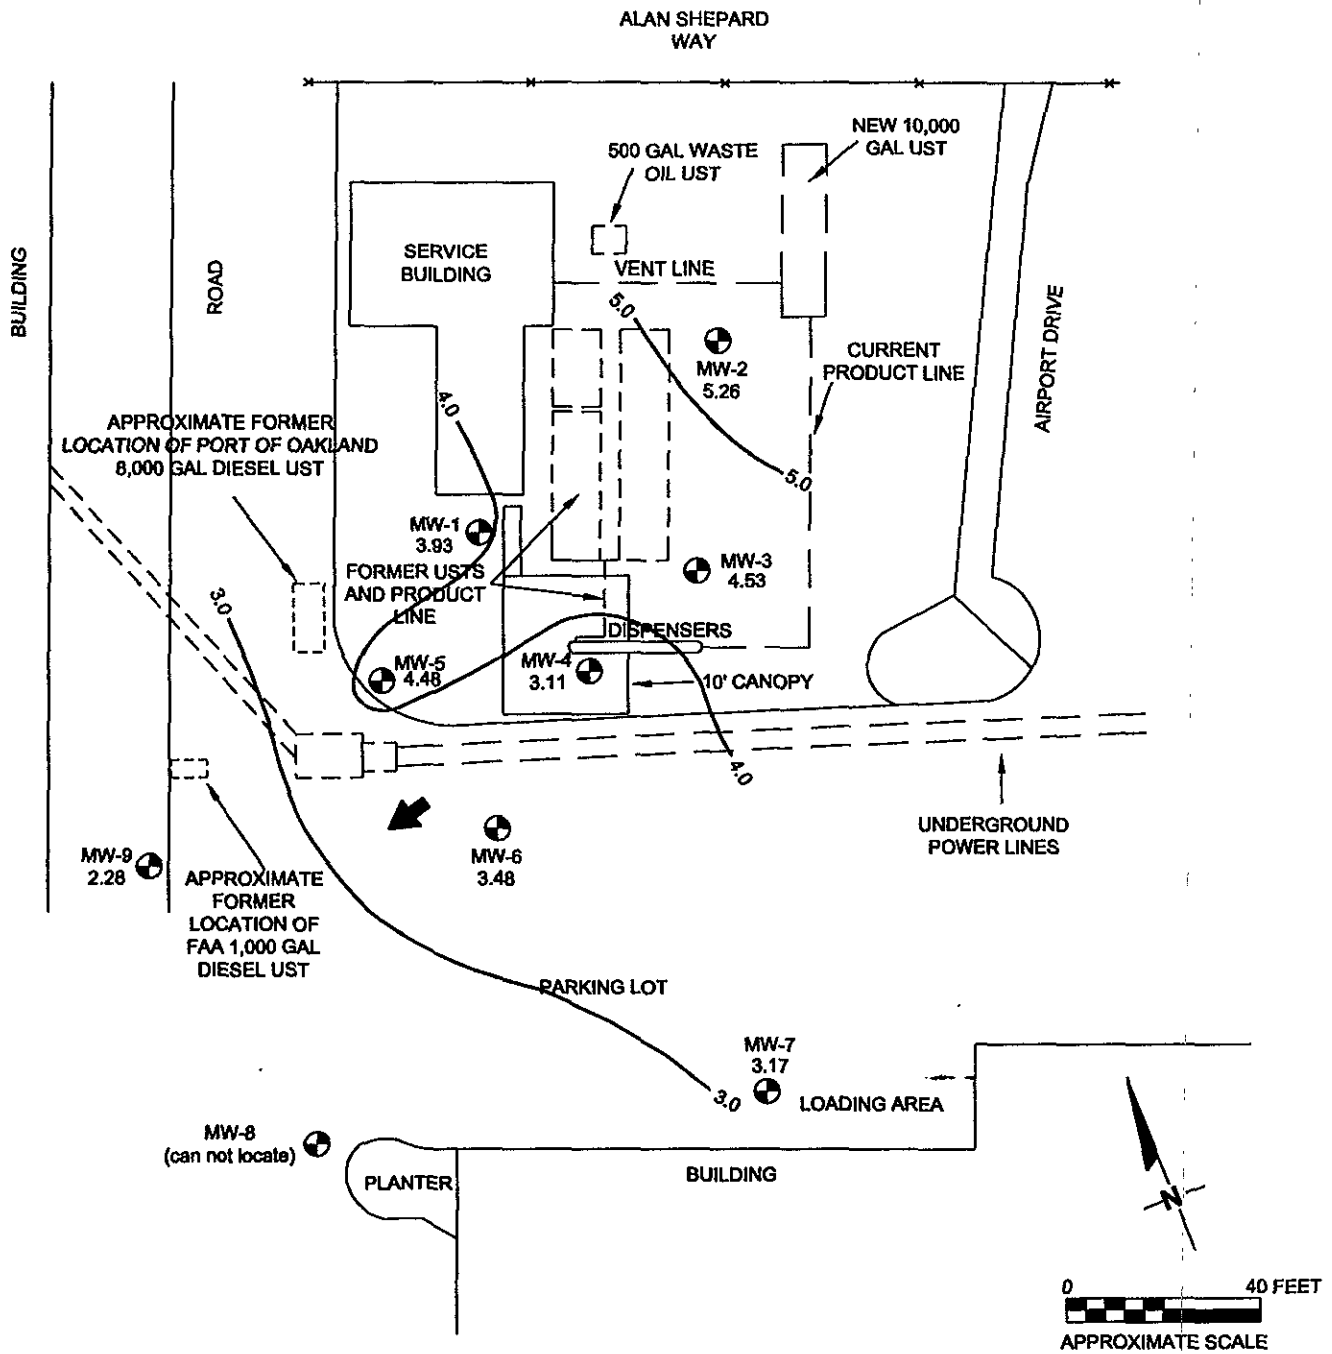 ALAN SHEPARD
WAY
NEW 10,000
GAL UST
500 GAL WASTE
OIL UST
SERVICE
BUILDING
VENT LINE
BUILDING
ROAD
5.0
MW-2
5.26
CURRENT
PRODUCT LINE
AIRPORT DRIVE
4.0
APPROXIMATE FORMER
LOCATION OF PORT OF OAKLAND
8,000 GAL DIESEL UST
5.0
MW-1
3.93
MW-3
4.53
FORMER USTS
AND PRODUCT
LINE
3.0
DISPENSERS
MW-5
4.48
MW-4
3.11
10' CANOPY
4.0
UNDERGROUND
POWER LINES
MW-6
3.48
MW-9
2.28
APPROXIMATE
FORMER
LOCATION OF
FAA 1,000 GAL
DIESEL UST
PARKING LOT
MW-7
3.17
3.0
LOADING AREA
MW-8
(can not locate)
PLANTER
BUILDING
N
0 40 FEET
APPROXIMATE SCALE